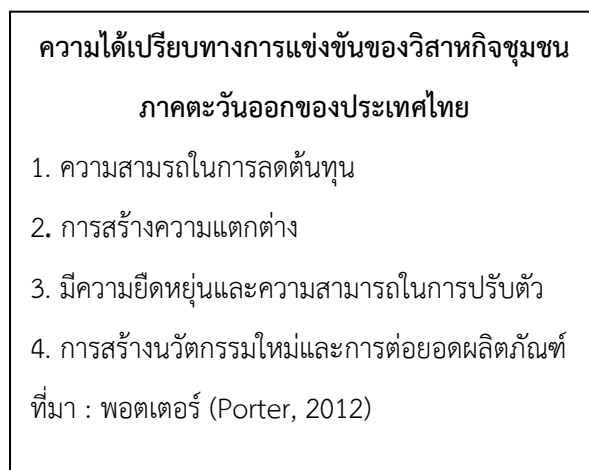 ความได้เปรียบทางการแข่งขันของวิสาหกิจชุมชน
ภาคตะวันออกของประเทศไทย
1. ความสามรถในการลดต้นทุน
2. การสร้างความแตกต่าง
3. มีความยืดหยุ่นและความสามารถในการปรับตัว
4. การสร้างนวัตกรรมใหม่และการต่อยอดผลิตภัณฑ์
ที่มา : พอตเตอร์ (Porter, 2012)